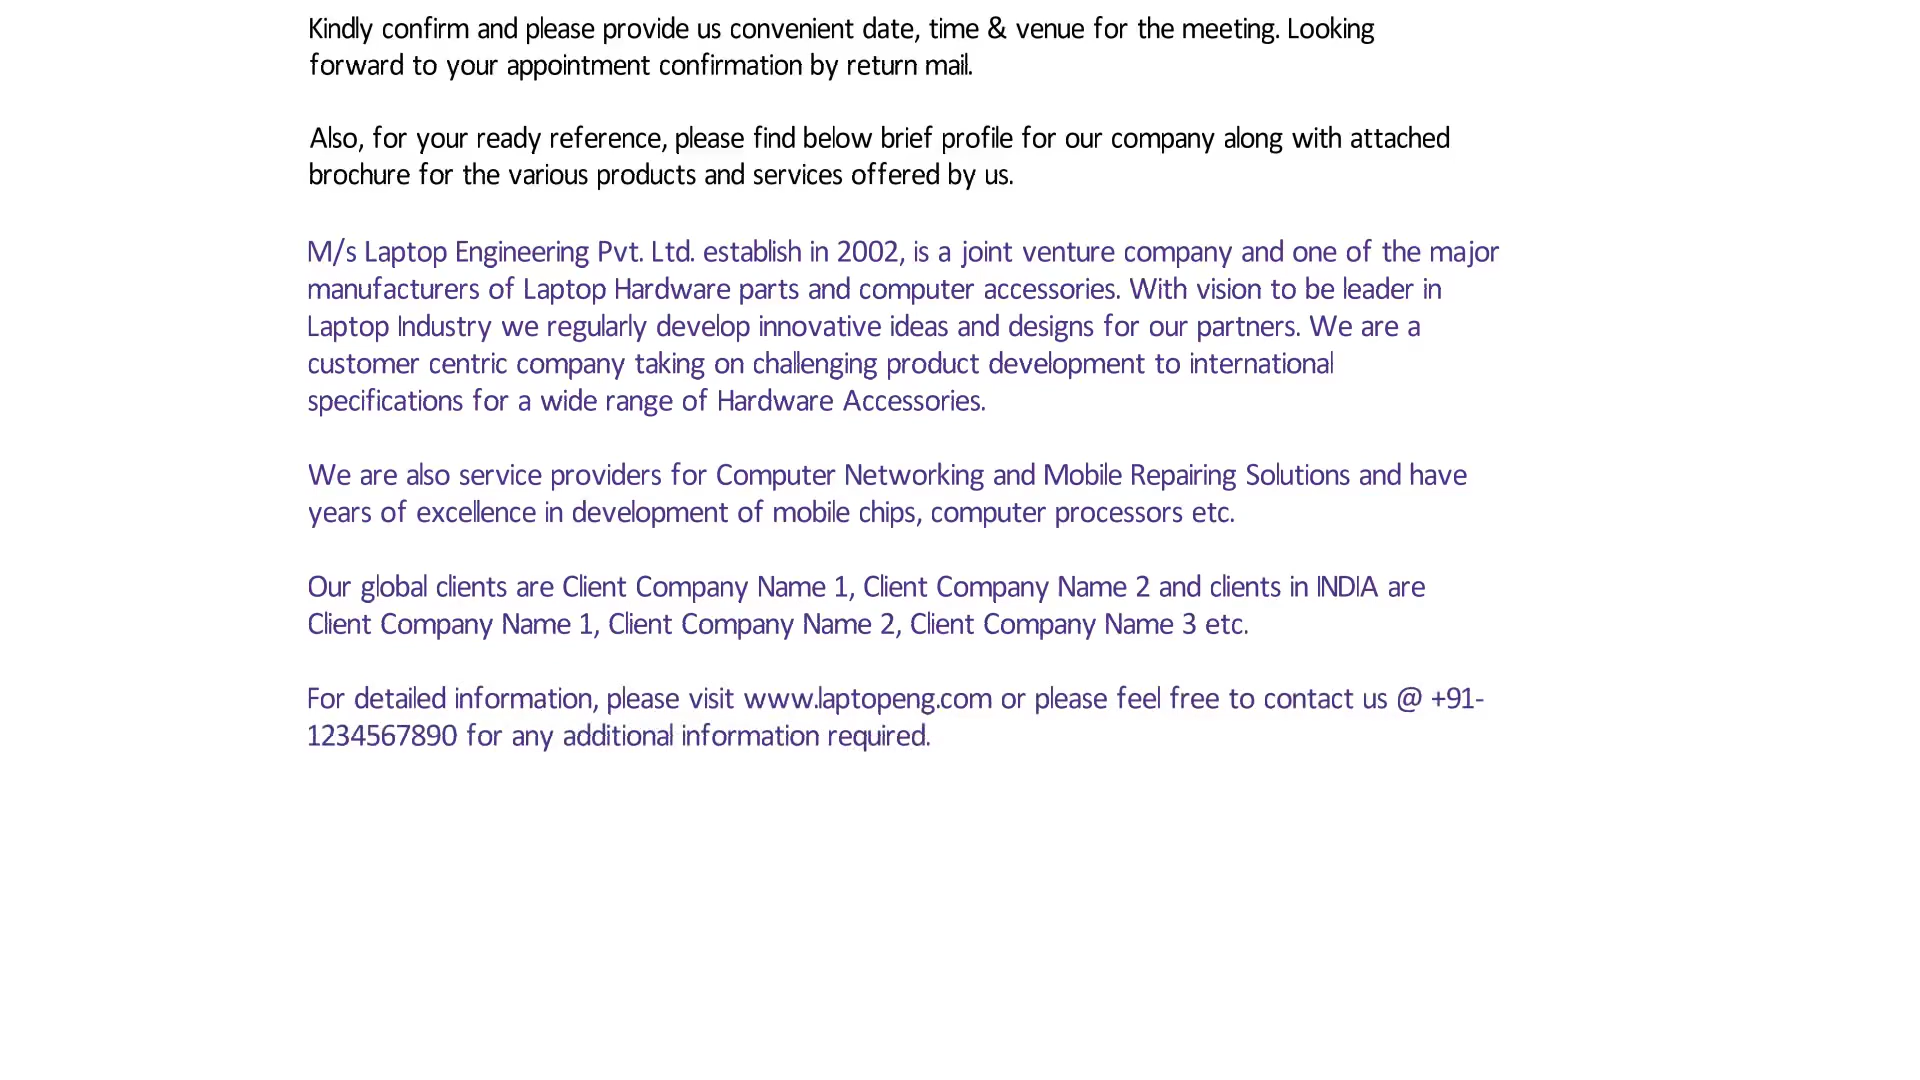 Kindly confirm and please provide us convenient date, time & venue for the meeting. Looking
forward to your appointment confirmation by return mail.
Also, for your ready reference, please find below brief profile for our company along with attached
brochure for the various products and services offered by us.
M/s Laptop Engineering Pvt. Ltd. establish in 2002, is a joint venture company and one of the major
manufacturers of Laptop Hardware parts and computer accessories. With vision to be leader in
Laptop Industry we regularly develop innovative ideas and designs for our partners. We are a
customer centric company taking on challenging product development to international
specifications for a wide range of Hardware Accessories.
We are also service providers for Computer Networking and Mobile Repairing Solutions and have
years of excellence in development of mobile chips, computer processors etc.
Our global clients are Client Company Name 1, Client Company Name 2 and clients in INDIA are
Client Company Name 1, Client Company Name 2, Client Company Name 3 etc.
For detailed information, please visit www.laptopeng.com or please feel free to contact us @ +91-
1234567890 for any additional information required.